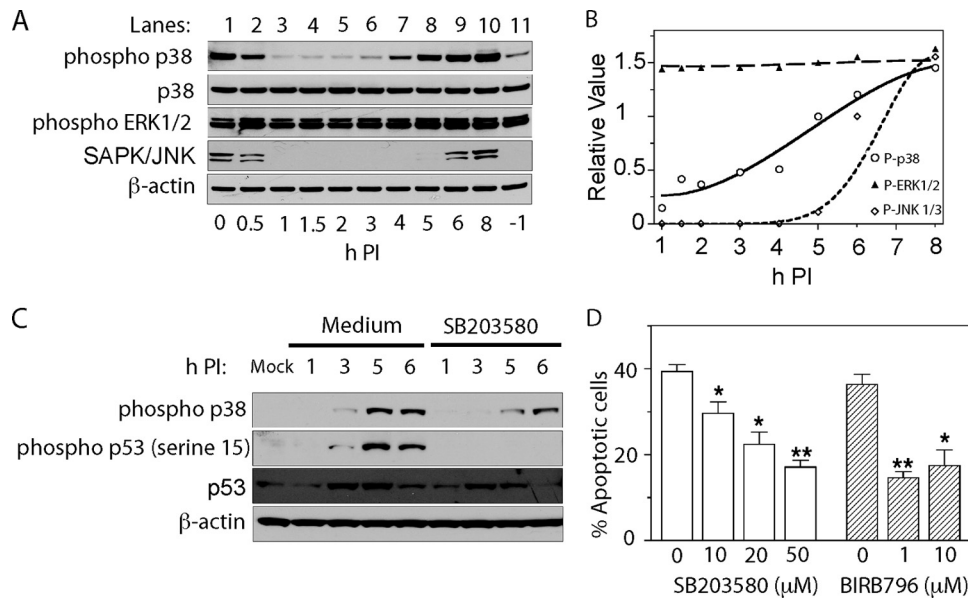 A
Lanes: 1 2 3 4 5 6 7 8 9 10 11
phospho p38
p38
phospho ERK1/2
SAPK/JNK
β-actin
0 0.5 1 1.5 2 3 4 5 6 8 -1
h PI
B
Relative Value
1.5
1
0.5
0
P-p38
P-ERK1/2
P-JNK 1/3
1 2 3 4 5 6 7 8
h PI
C
Medium SB203580
h PI: Mock 1 3 5 6 1 3 5 6
phospho p38
phospho p53 (serine 15)
p53
β-actin
D
% Apoptotic cells
40
20
0
* * ** ** *
0 10 20 50 0 1 10
SB203580 (μM) BIRB796 (μM)